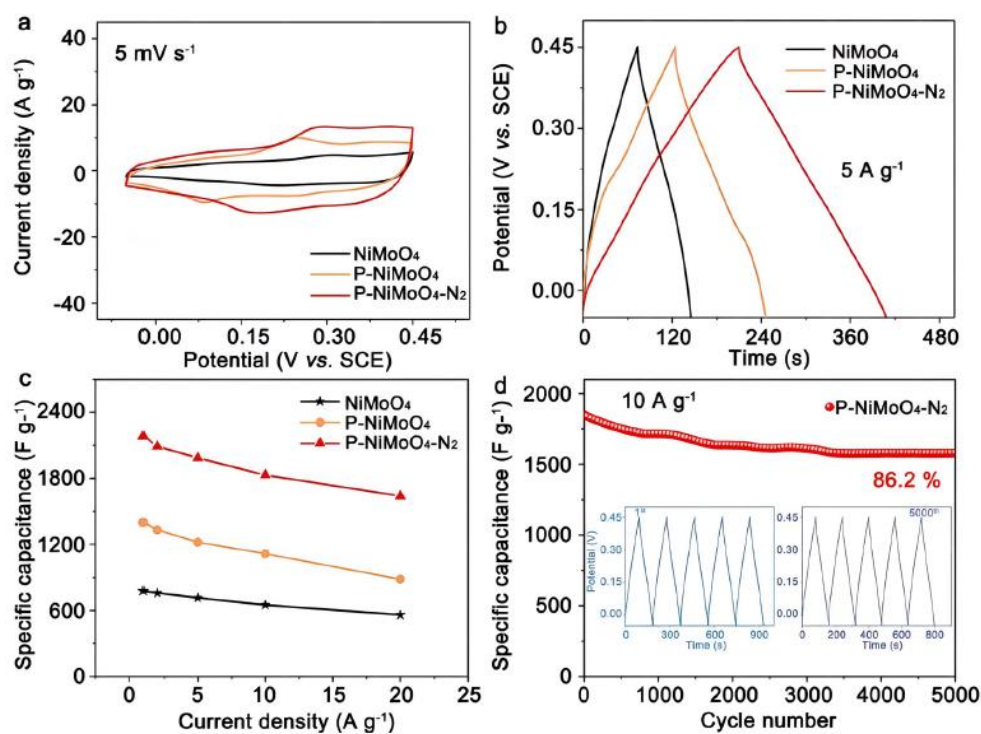 a
5 mV s⁻¹
40
20
0
-20
-40
Current density (A g⁻¹)
NiMoO₄
P-NiMoO₄
P-NiMoO₄-N₂
0.00 0.15 0.30 0.45
Potential (V vs. SCE)
b
0.45
0.30
0.15
0.00
Potential (V vs. SCE)
NiMoO₄
P-NiMoO₄
P-NiMoO₄-N₂
5 A g⁻¹
0 120 240 360 480
Time (s)
c
2400
1800
1200
600
0
Specific capacitance (F g⁻¹)
NiMoO₄
P-NiMoO₄
P-NiMoO₄-N₂
0 5 10 15 20 25
Current density (A g⁻¹)
d
2000
1500
1000
500
0
Specific capacitance (F g⁻¹)
10 A g⁻¹
P-NiMoO₄-N₂
86.2 %
1ˢᵗ
0.45
0.30
0.15
0.00
Potential (V)
0 300 600 900
Time (s)
5000ᵗʰ
0.45
0.30
0.15
0.00
0 200 400 600 800
Time (s)
0 1000 2000 3000 4000 5000
Cycle number